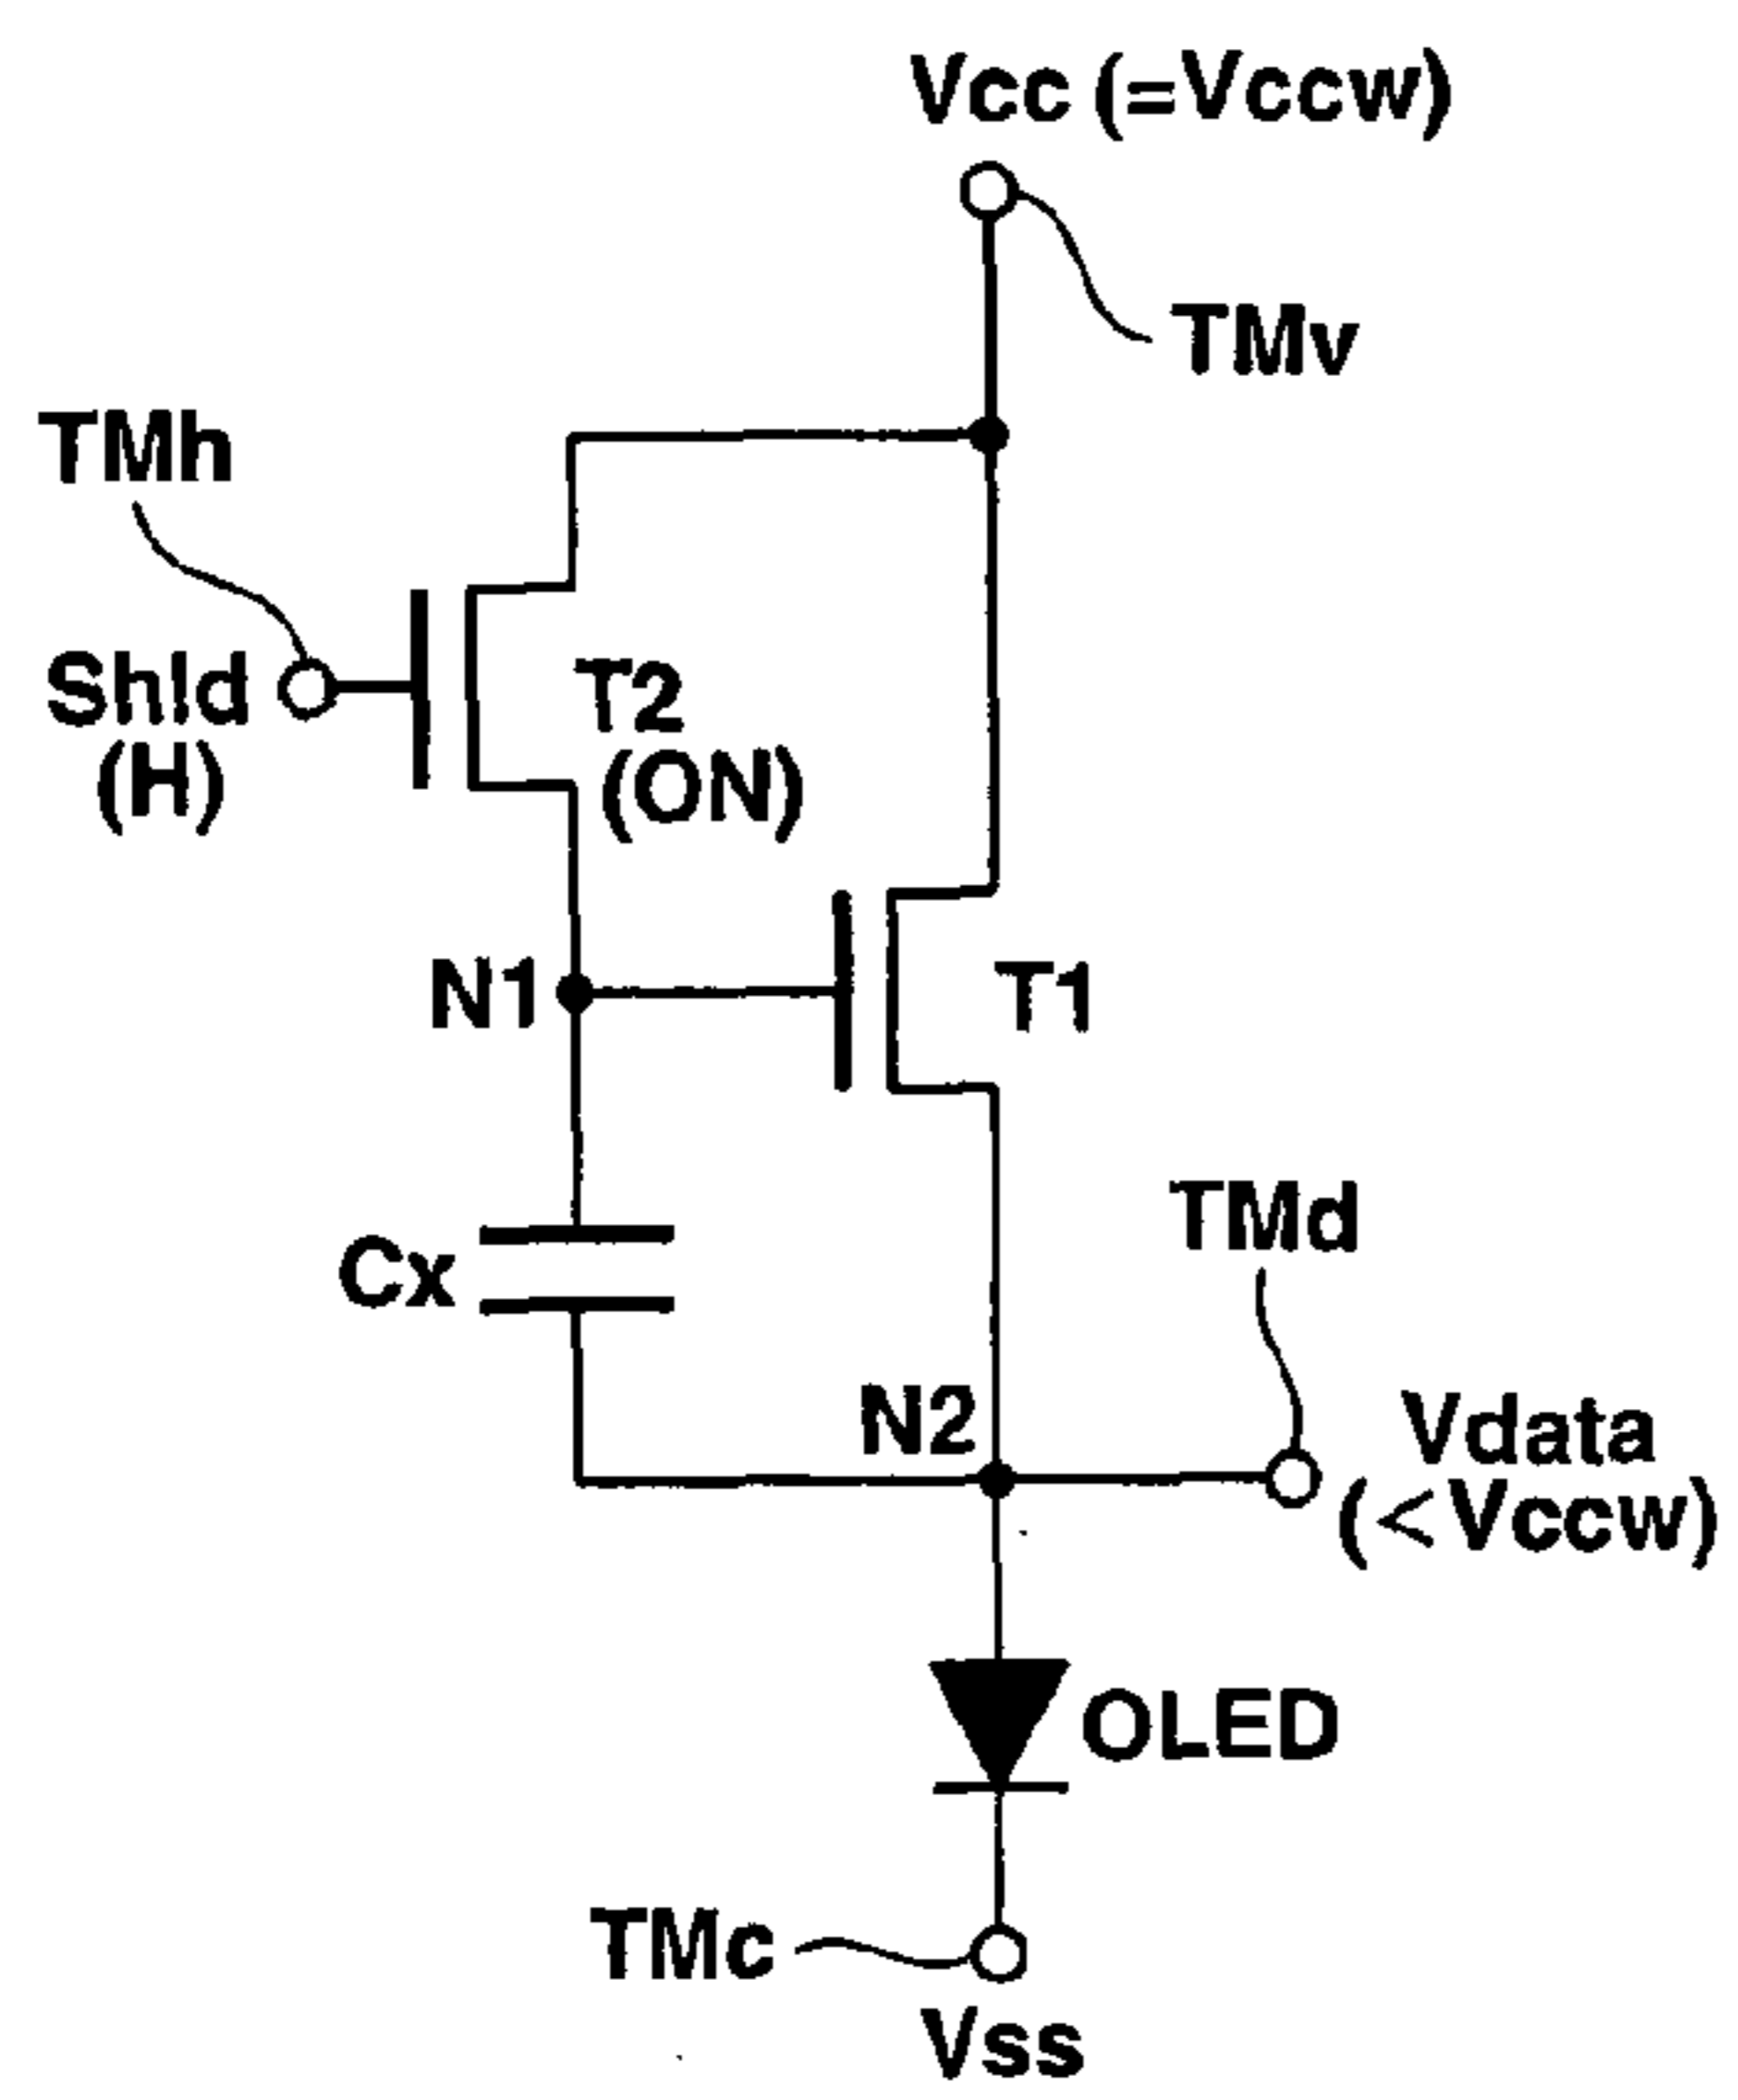 Vcc (=Vccw)
TMv
TMh
Shld
(H)
T2
(ON)
N1
T1
TMd
Cx
N2
Vdata
(<Vccw)
OLED
TMc
Vss